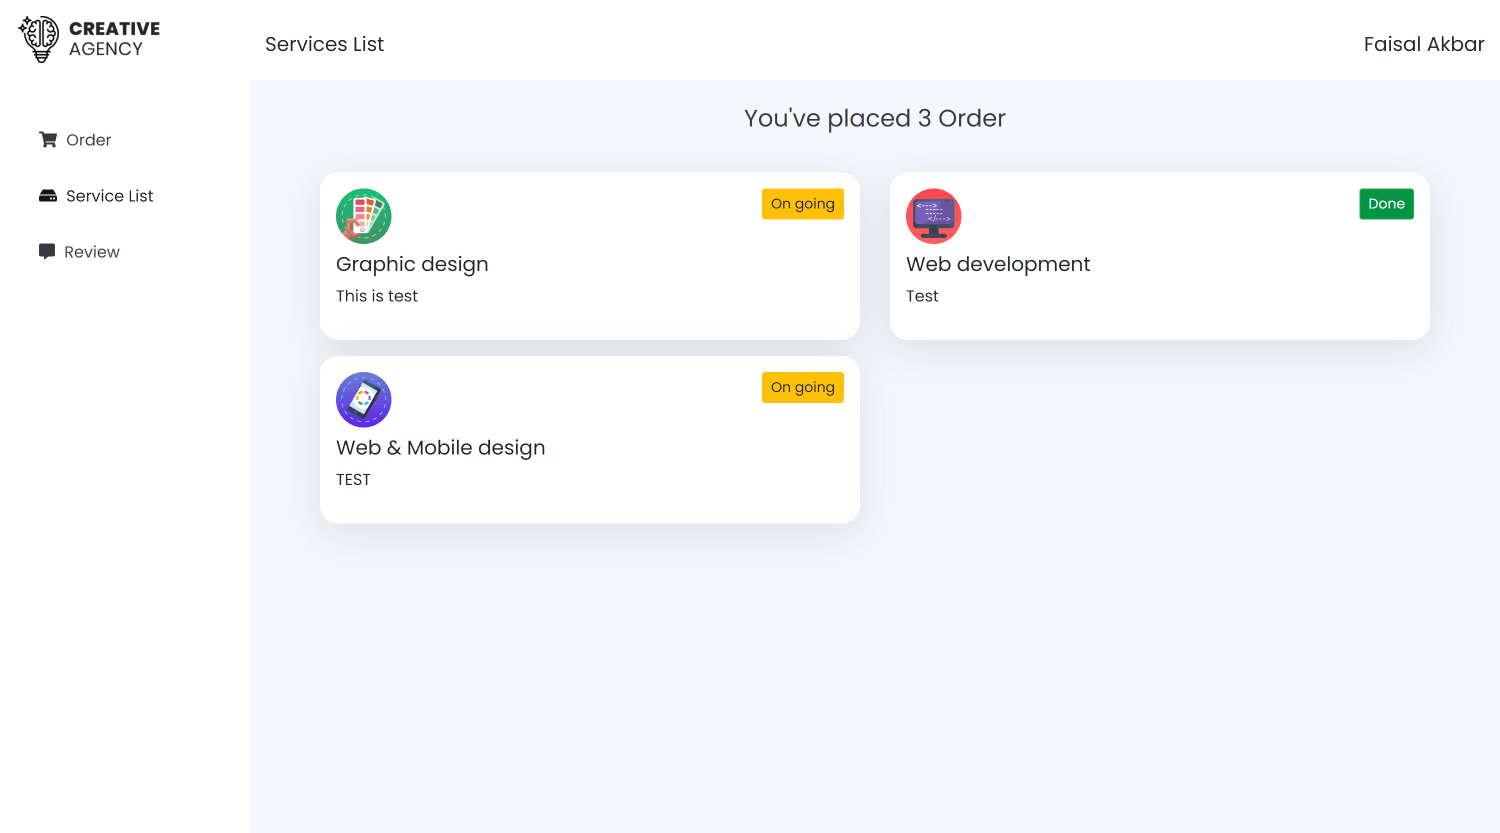 CREATIVE
AGENCY
Services List
Faisal Akbar
Order
Service List
Review
You've placed 3 Order
On going
Graphic design
This is test
<--->
-----
-----
</--->
Done
Web development
Test
On going
Web & Mobile design
TEST